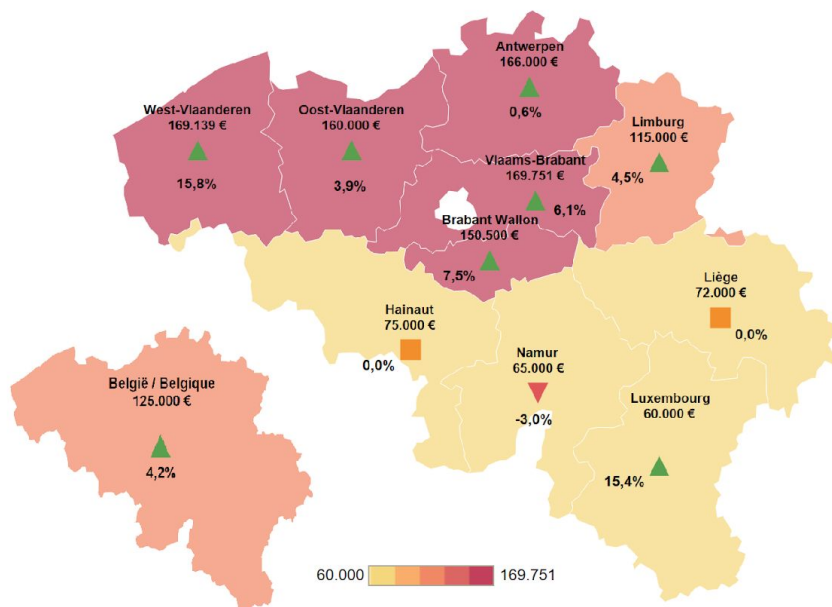 Antwerpen
166.000 €
0,6%
West-Vlaanderen
169.139 €
15,8%
Oost-Vlaanderen
160.000 €
3,9%
Limburg
115.000 €
4,5%
Vlaams-Brabant
169.751 €
6,1%
Brabant Wallon
150.500 €
7,5%
Liège
72.000 €
0,0%
Hainaut
75.000 €
0,0%
Namur
65.000 €
-3,0%
Luxembourg
60.000 €
15,4%
België / Belgique
125.000 €
4,2%
60.000 169.751